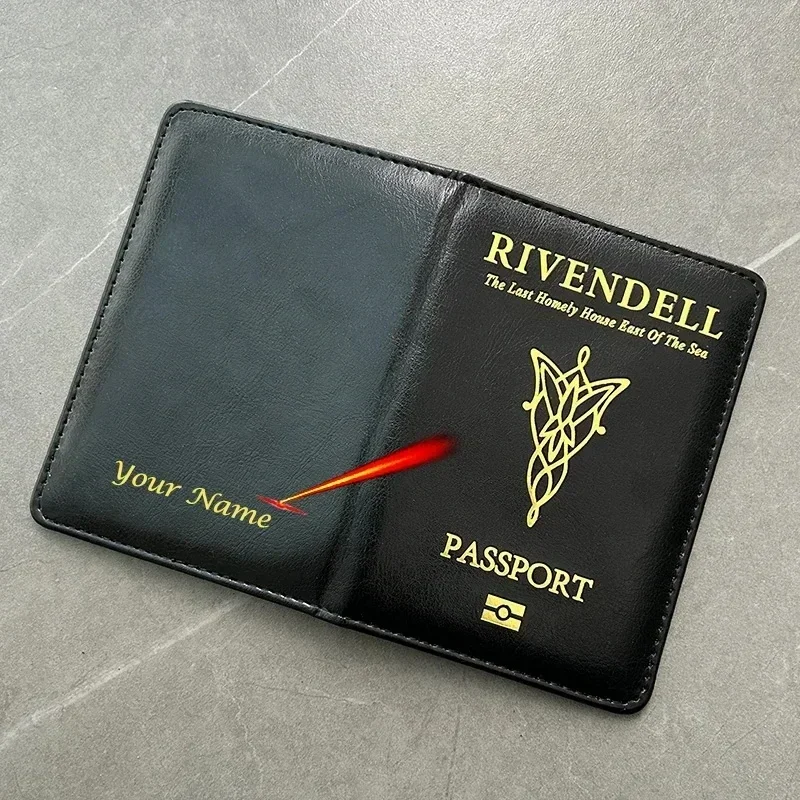 RIVENDELL
The Last Homely House East Of The Sea
PASSPORT
Your Name